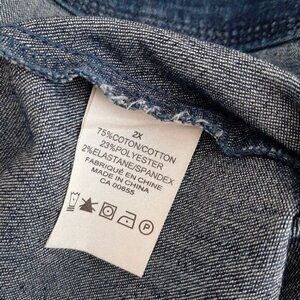 2X
75%COTON/COTTON
23%POLYESTER
2%ELASTANE/SPANDEX
FABRIQUÉ EN CHINE
MADE IN CHINA
CA 00655
P